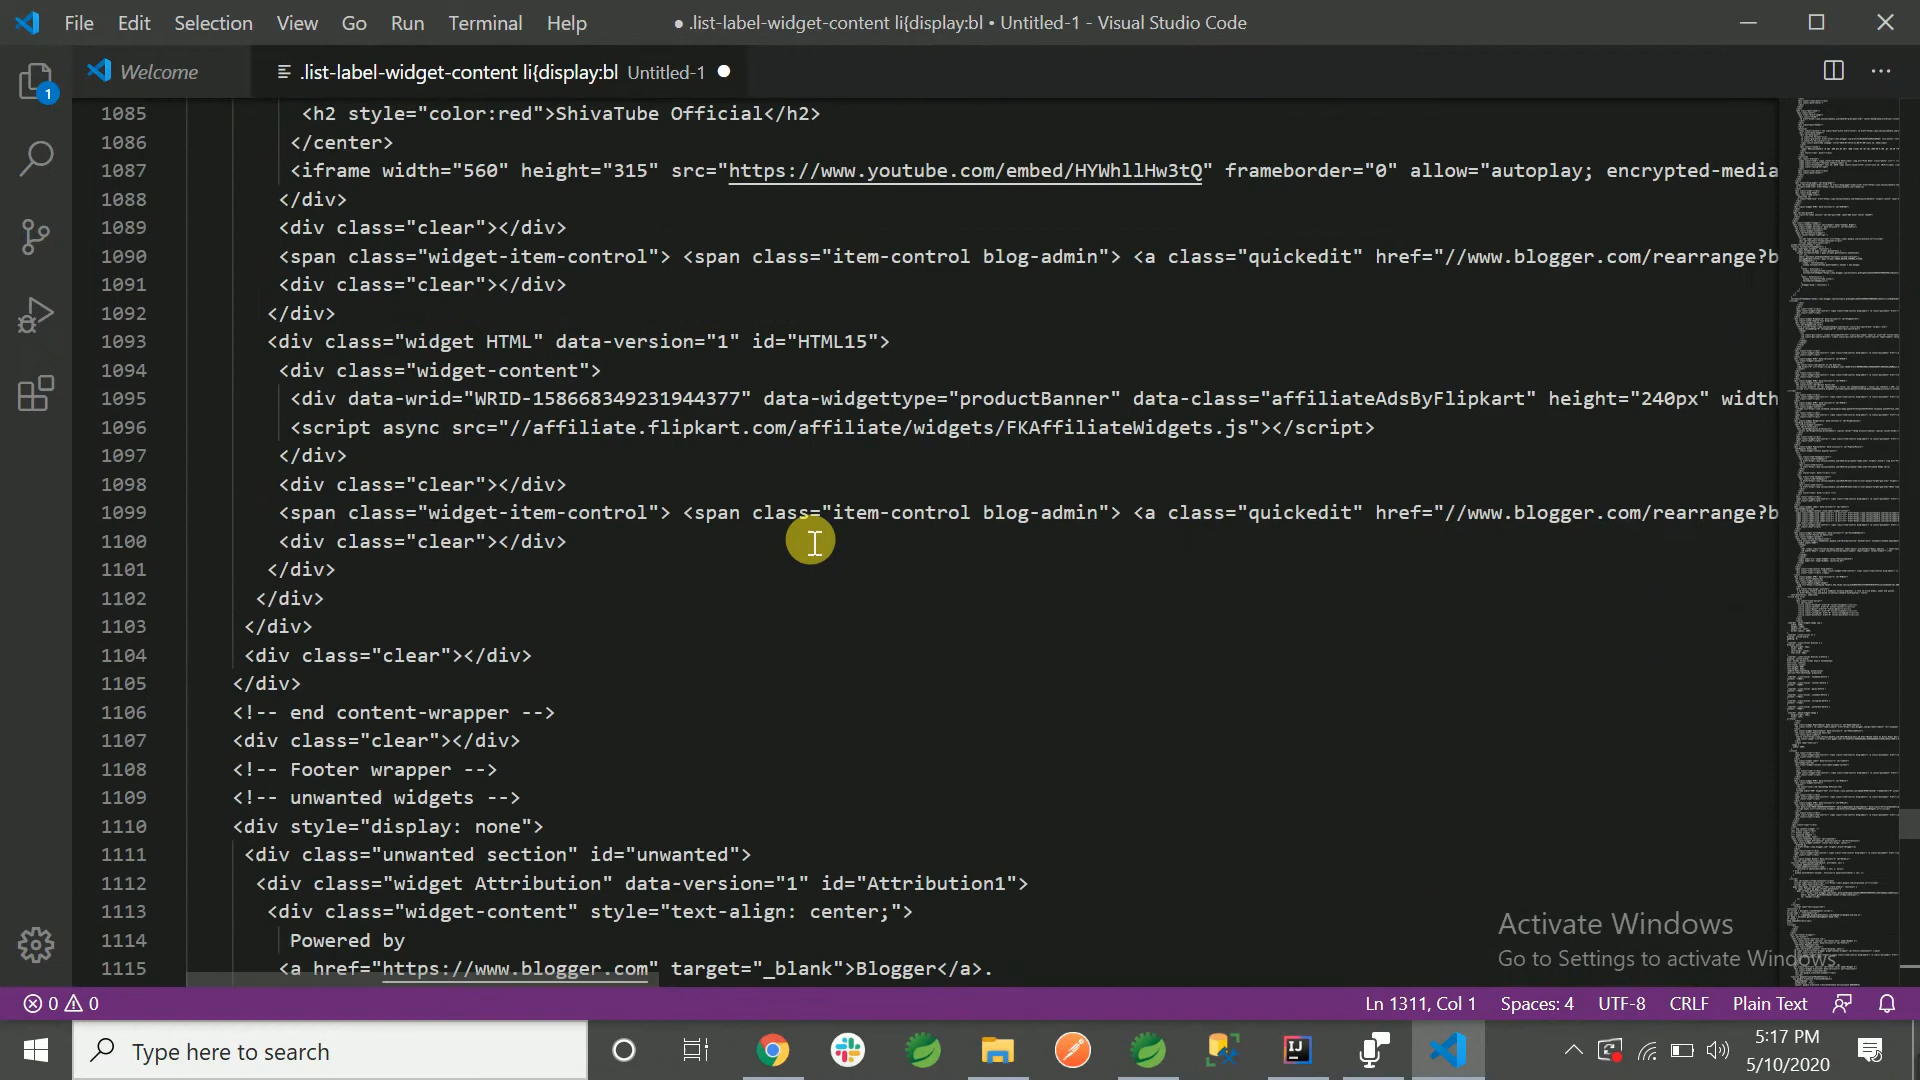 File Edit Selection View Go Run Terminal Help ● .list-label-widget-content li{display:bl • Untitled-1 - Visual Studio Code
1 Welcome .list-label-widget-content li{display:bl Untitled-1
1085 <h2 style="color:red">ShivaTube Official</h2>
1086 </center>
1087 <iframe width="560" height="315" src="https://www.youtube.com/embed/HYWhllHw3tQ" frameborder="0" allow="autoplay; encrypted-media
1088 </div>
1089 <div class="clear"></div>
1090 <span class="widget-item-control"> <span class="item-control blog-admin"> <a class="quickedit" href="//www.blogger.com/rearrange?b
1091 <div class="clear"></div>
1092 </div>
1093 <div class="widget HTML" data-version="1" id="HTML15">
1094 <div class="widget-content">
1095 <div data-wrid="WRID-158668349231944377" data-widgettype="productBanner" data-class="affiliateAdsByFlipkart" height="240px" width
1096 <script async src="//affiliate.flipkart.com/affiliate/widgets/FKAffiliateWidgets.js"></script>
1097 </div>
1098 <div class="clear"></div>
1099 <span class="widget-item-control"> <span class="item-control blog-admin"> <a class="quickedit" href="//www.blogger.com/rearrange?b
1100 <div class="clear"></div>
1101 </div>
1102 </div>
1103 </div>
1104 <div class="clear"></div>
1105 </div>
1106 <!-- end content-wrapper -->
1107 <div class="clear"></div>
1108 <!-- Footer wrapper -->
1109 <!-- unwanted widgets -->
1110 <div style="display: none">
1111 <div class="unwanted section" id="unwanted">
1112 <div class="widget Attribution" data-version="1" id="Attribution1">
1113 <div class="widget-content" style="text-align: center;">
1114 Powered by
1115 <a href="https://www.blogger.com" target="_blank">Blogger</a>.
Activate Windows
Go to Settings to activate Windows.
0 0 Ln 1311, Col 1 Spaces: 4 UTF-8 CRLF Plain Text
Type here to search
5:17 PM
5/10/2020